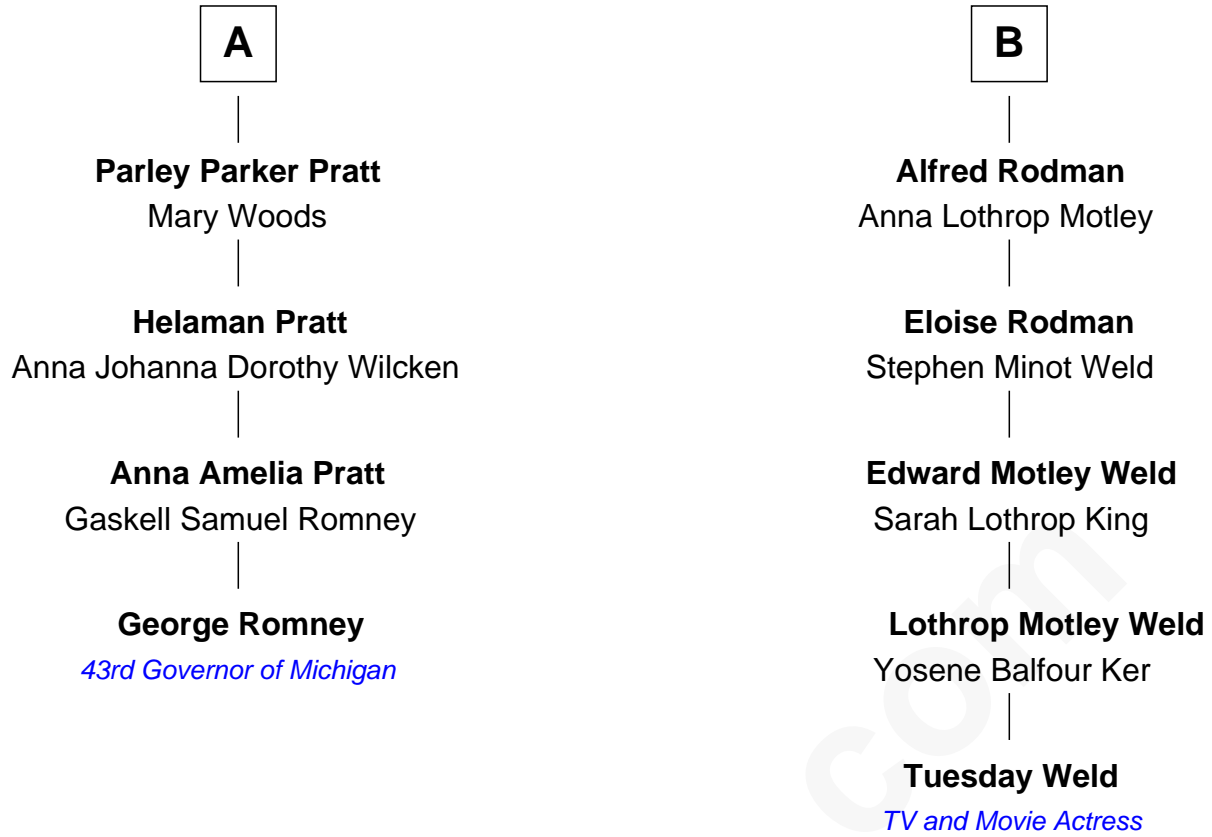 A
Parley Parker Pratt
Mary Woods
Helaman Pratt
Anna Johanna Dorothy Wilcken
Anna Amelia Pratt
Gaskell Samuel Romney
George Romney
43rd Governor of Michigan
B
Alfred Rodman
Anna Lothrop Motley
Eloise Rodman
Stephen Minot Weld
Edward Motley Weld
Sarah Lothrop King
Lothrop Motley Weld
Yosene Balfour Ker
Tuesday Weld
TV and Movie Actress
com